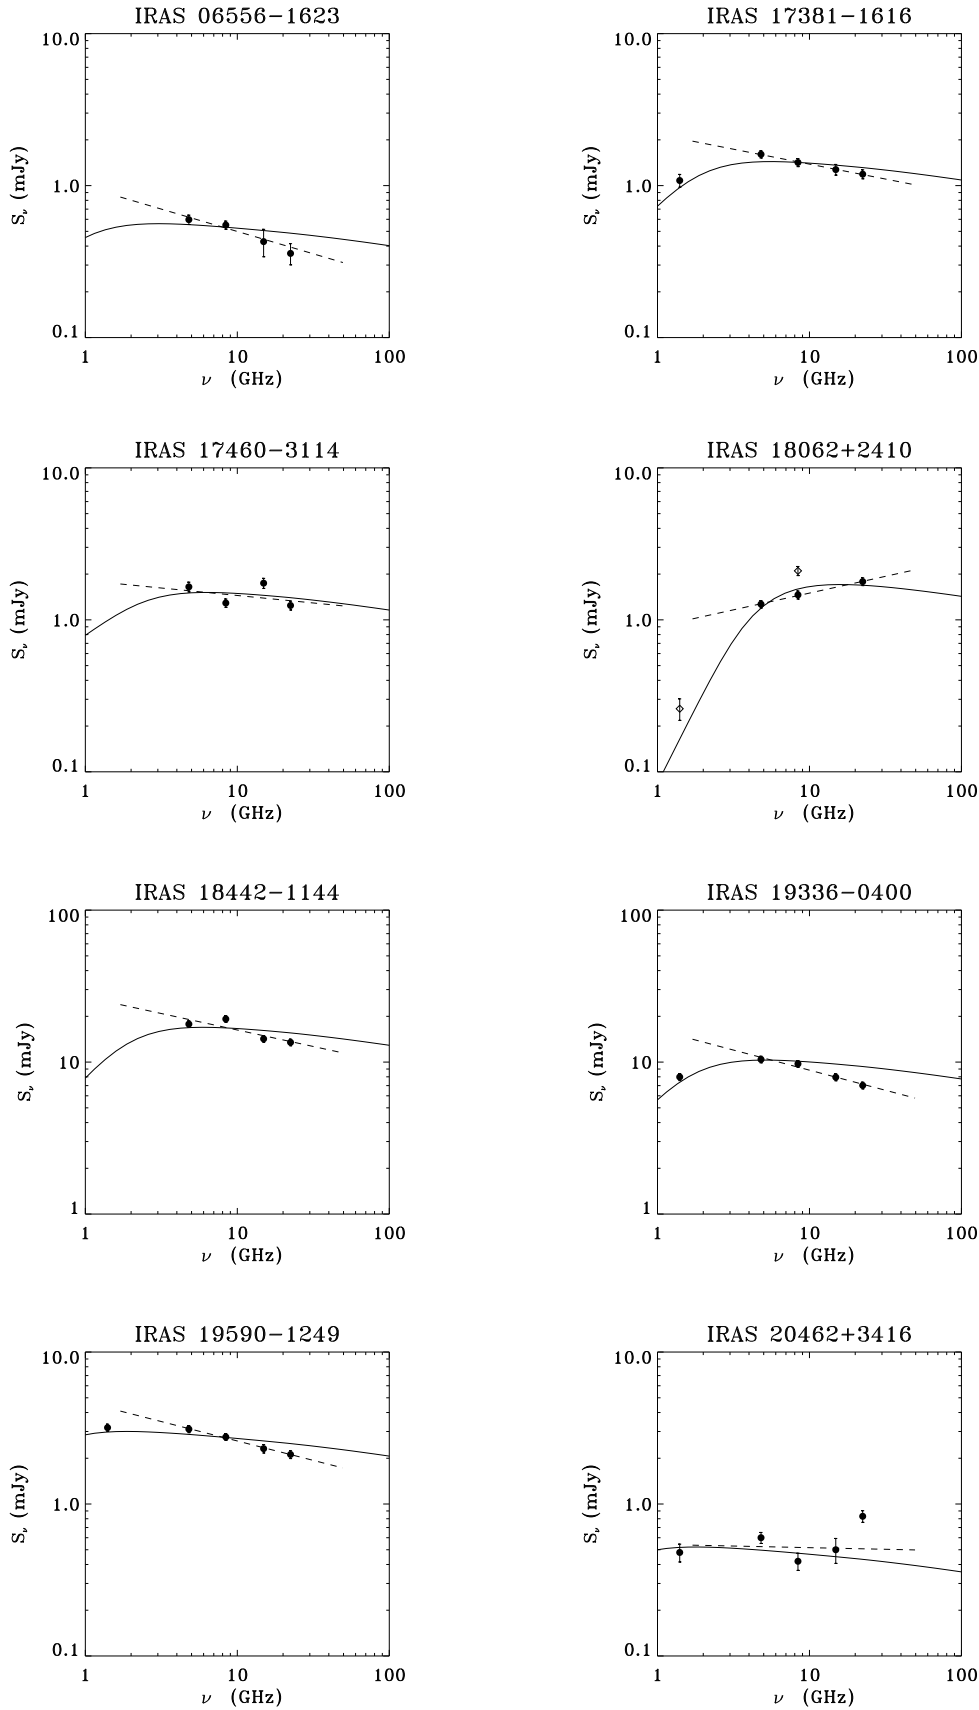 IRAS 06556−1623
10.0
1.0
0.1
S_ν (mJy)
1 10 100
ν (GHz)
IRAS 17381−1616
10.0
1.0
0.1
S_ν (mJy)
1 10 100
ν (GHz)
IRAS 17460−3114
10.0
1.0
0.1
S_ν (mJy)
1 10 100
ν (GHz)
IRAS 18062+2410
10.0
1.0
0.1
S_ν (mJy)
1 10 100
ν (GHz)
IRAS 18442−1144
100
10
1
S_ν (mJy)
1 10 100
ν (GHz)
IRAS 19336−0400
100
10
1
S_ν (mJy)
1 10 100
ν (GHz)
IRAS 19590−1249
10.0
1.0
0.1
S_ν (mJy)
1 10 100
ν (GHz)
IRAS 20462+3416
10.0
1.0
0.1
S_ν (mJy)
1 10 100
ν (GHz)